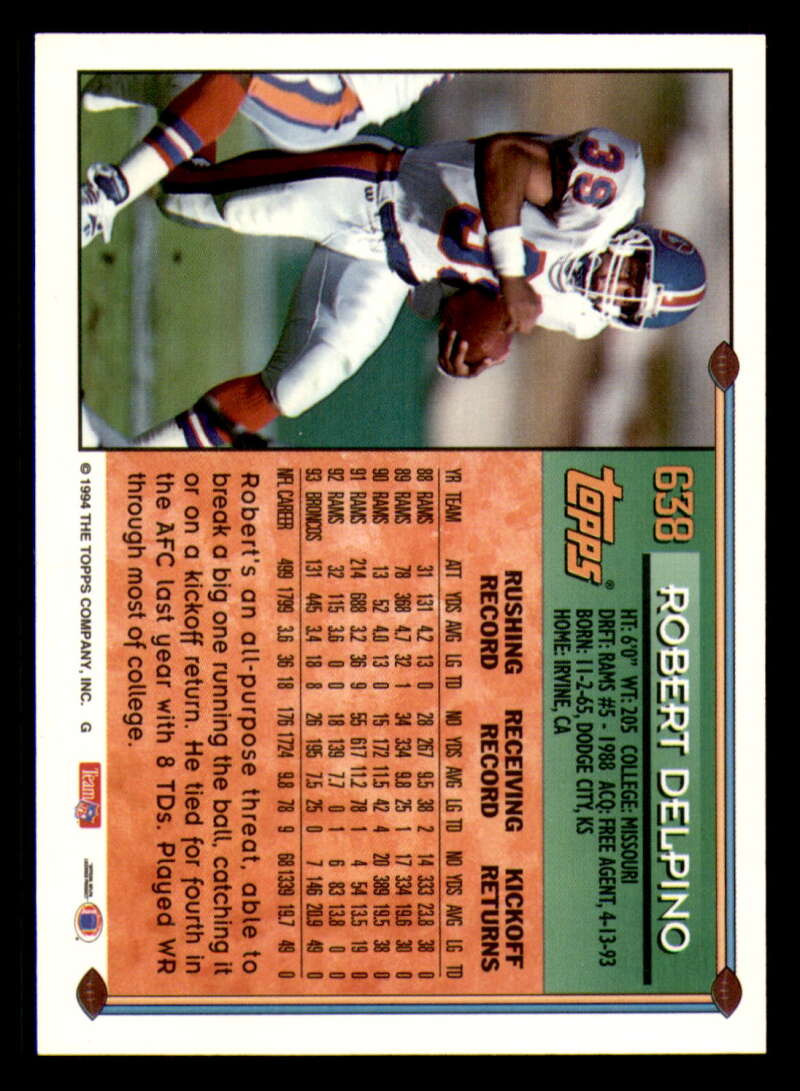 638 ROBERT DELPINO
TOPPS®
HT: 6'0" WT: 205 COLLEGE: MISSOURI
DRFT: RAMS #5 - 1988 ACQ: FREE AGENT, 4-13-93
BORN: 11-2-65, DODGE CITY, KS
HOME: IRVINE, CA
RUSHING RECORD RECEIVING RECORD KICKOFF RETURNS
YR TEAM ATT YDS AVG LG TD NO YDS AVG LG TD NO YDS AVG LG TD
88 RAMS 31 131 4.2 13 0 28 267 9.5 38 2 14 333 23.8 38 0
89 RAMS 78 368 4.7 32 1 34 334 9.8 25 1 17 334 19.6 30 0
90 RAMS 13 52 4.0 13 0 15 172 11.5 42 4 20 389 19.5 38 0
91 RAMS 214 688 3.2 36 9 55 617 11.2 78 1 4 54 13.5 19 0
92 RAMS 32 115 3.6 0 0 18 139 7.7 0 1 6 83 13.8 0 0
93 BRONCOS 131 445 3.4 18 8 26 195 7.5 25 0 7 146 20.9 49 0
NFL CAREER 499 1799 3.6 36 18 176 1724 9.8 78 9 68 1339 19.7 49 0
Robert's an all-purpose threat, able to
break a big one running the ball, catching it
or on a kickoff return. He tied for fourth in
the AFC last year with 8 TDs. Played WR
through most of college.
© 1994 THE TOPPS COMPANY, INC. G
Team NFL
39
39